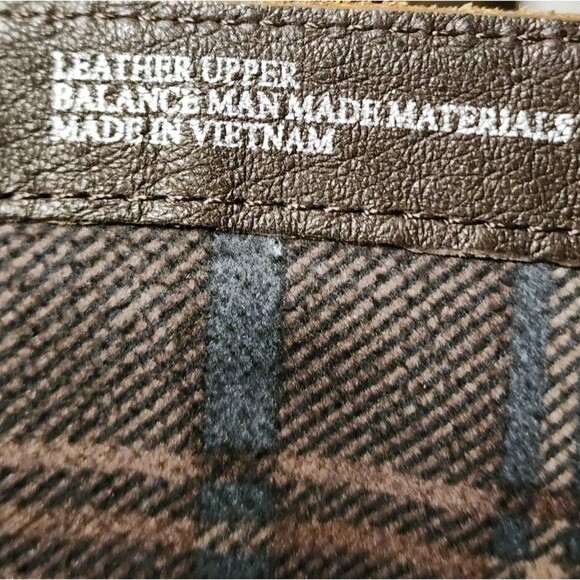 LEATHER UPPER
BALANCE MAN MADE MATERIALS
MADE IN VIETNAM